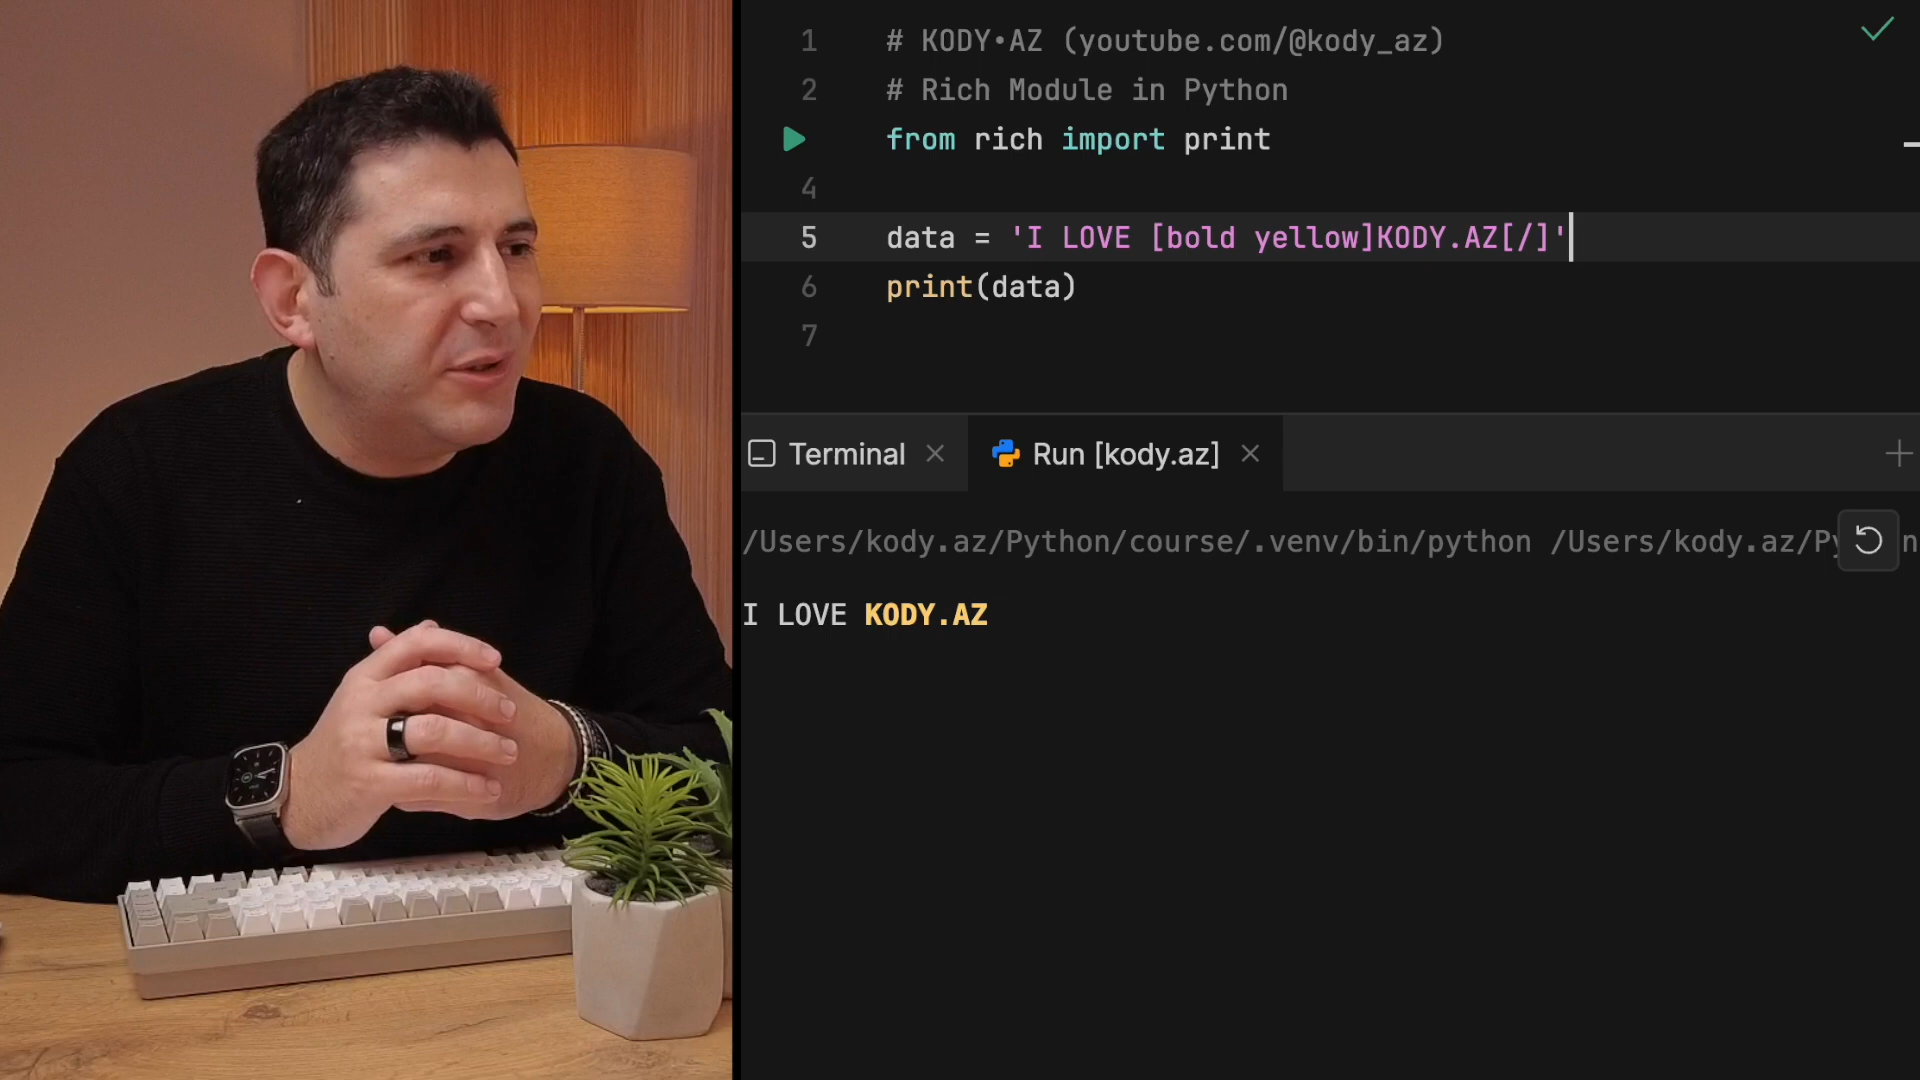 1 # KODY•AZ (youtube.com/@kody_az)
2 # Rich Module in Python
from rich import print
4
5 data = 'I LOVE [bold yellow]KODY.AZ[/]'
6 print(data)
7
Terminal × Run [kody.az] × +
/Users/kody.az/Python/course/.venv/bin/python /Users/kody.az/Py n
I LOVE KODY.AZ